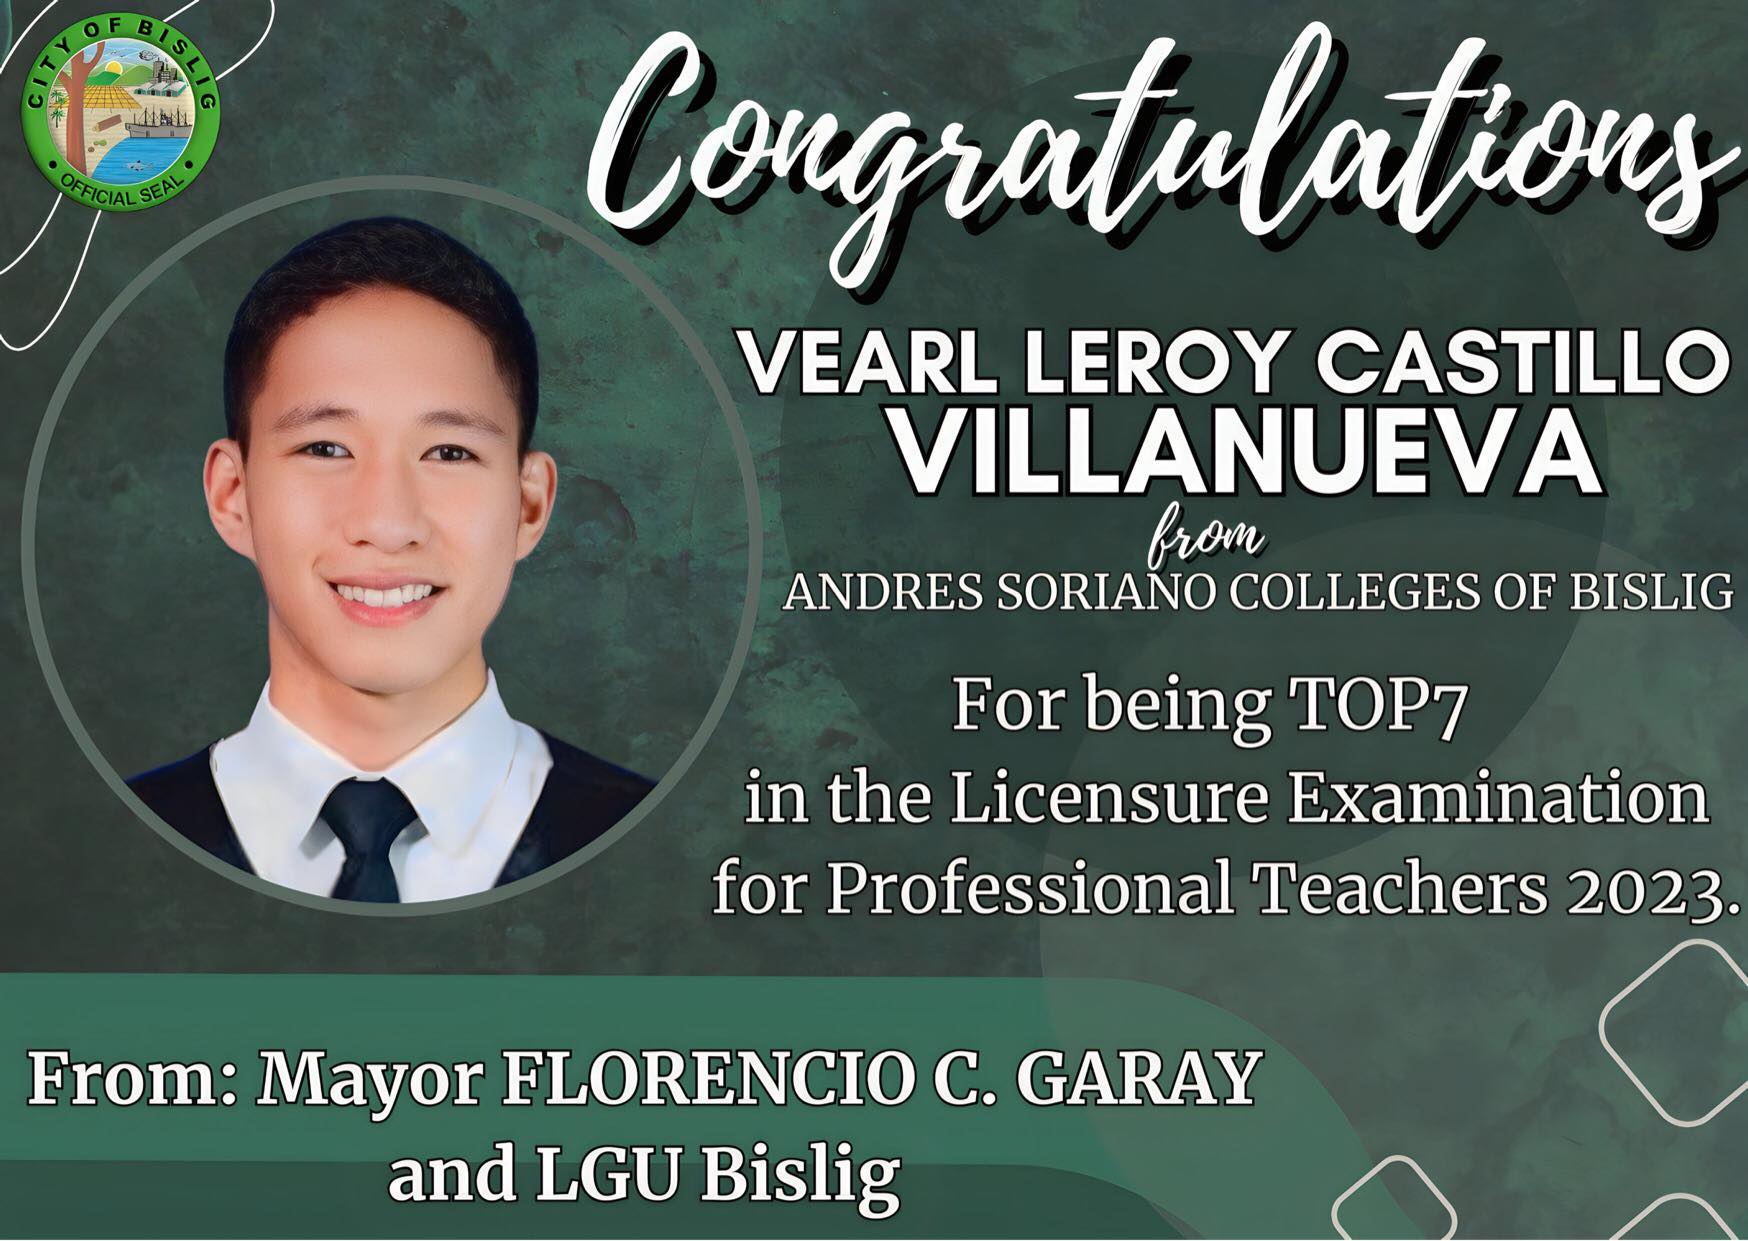 CITY OF BISLIG
OFFICIAL SEAL
Congratulations
VEARL LEROY CASTILLO
VILLANUEVA
from
ANDRES SORIANO COLLEGES OF BISLIG
For being TOP7
in the Licensure Examination
for Professional Teachers 2023.
From: Mayor FLORENCIO C. GARAY
and LGU Bislig